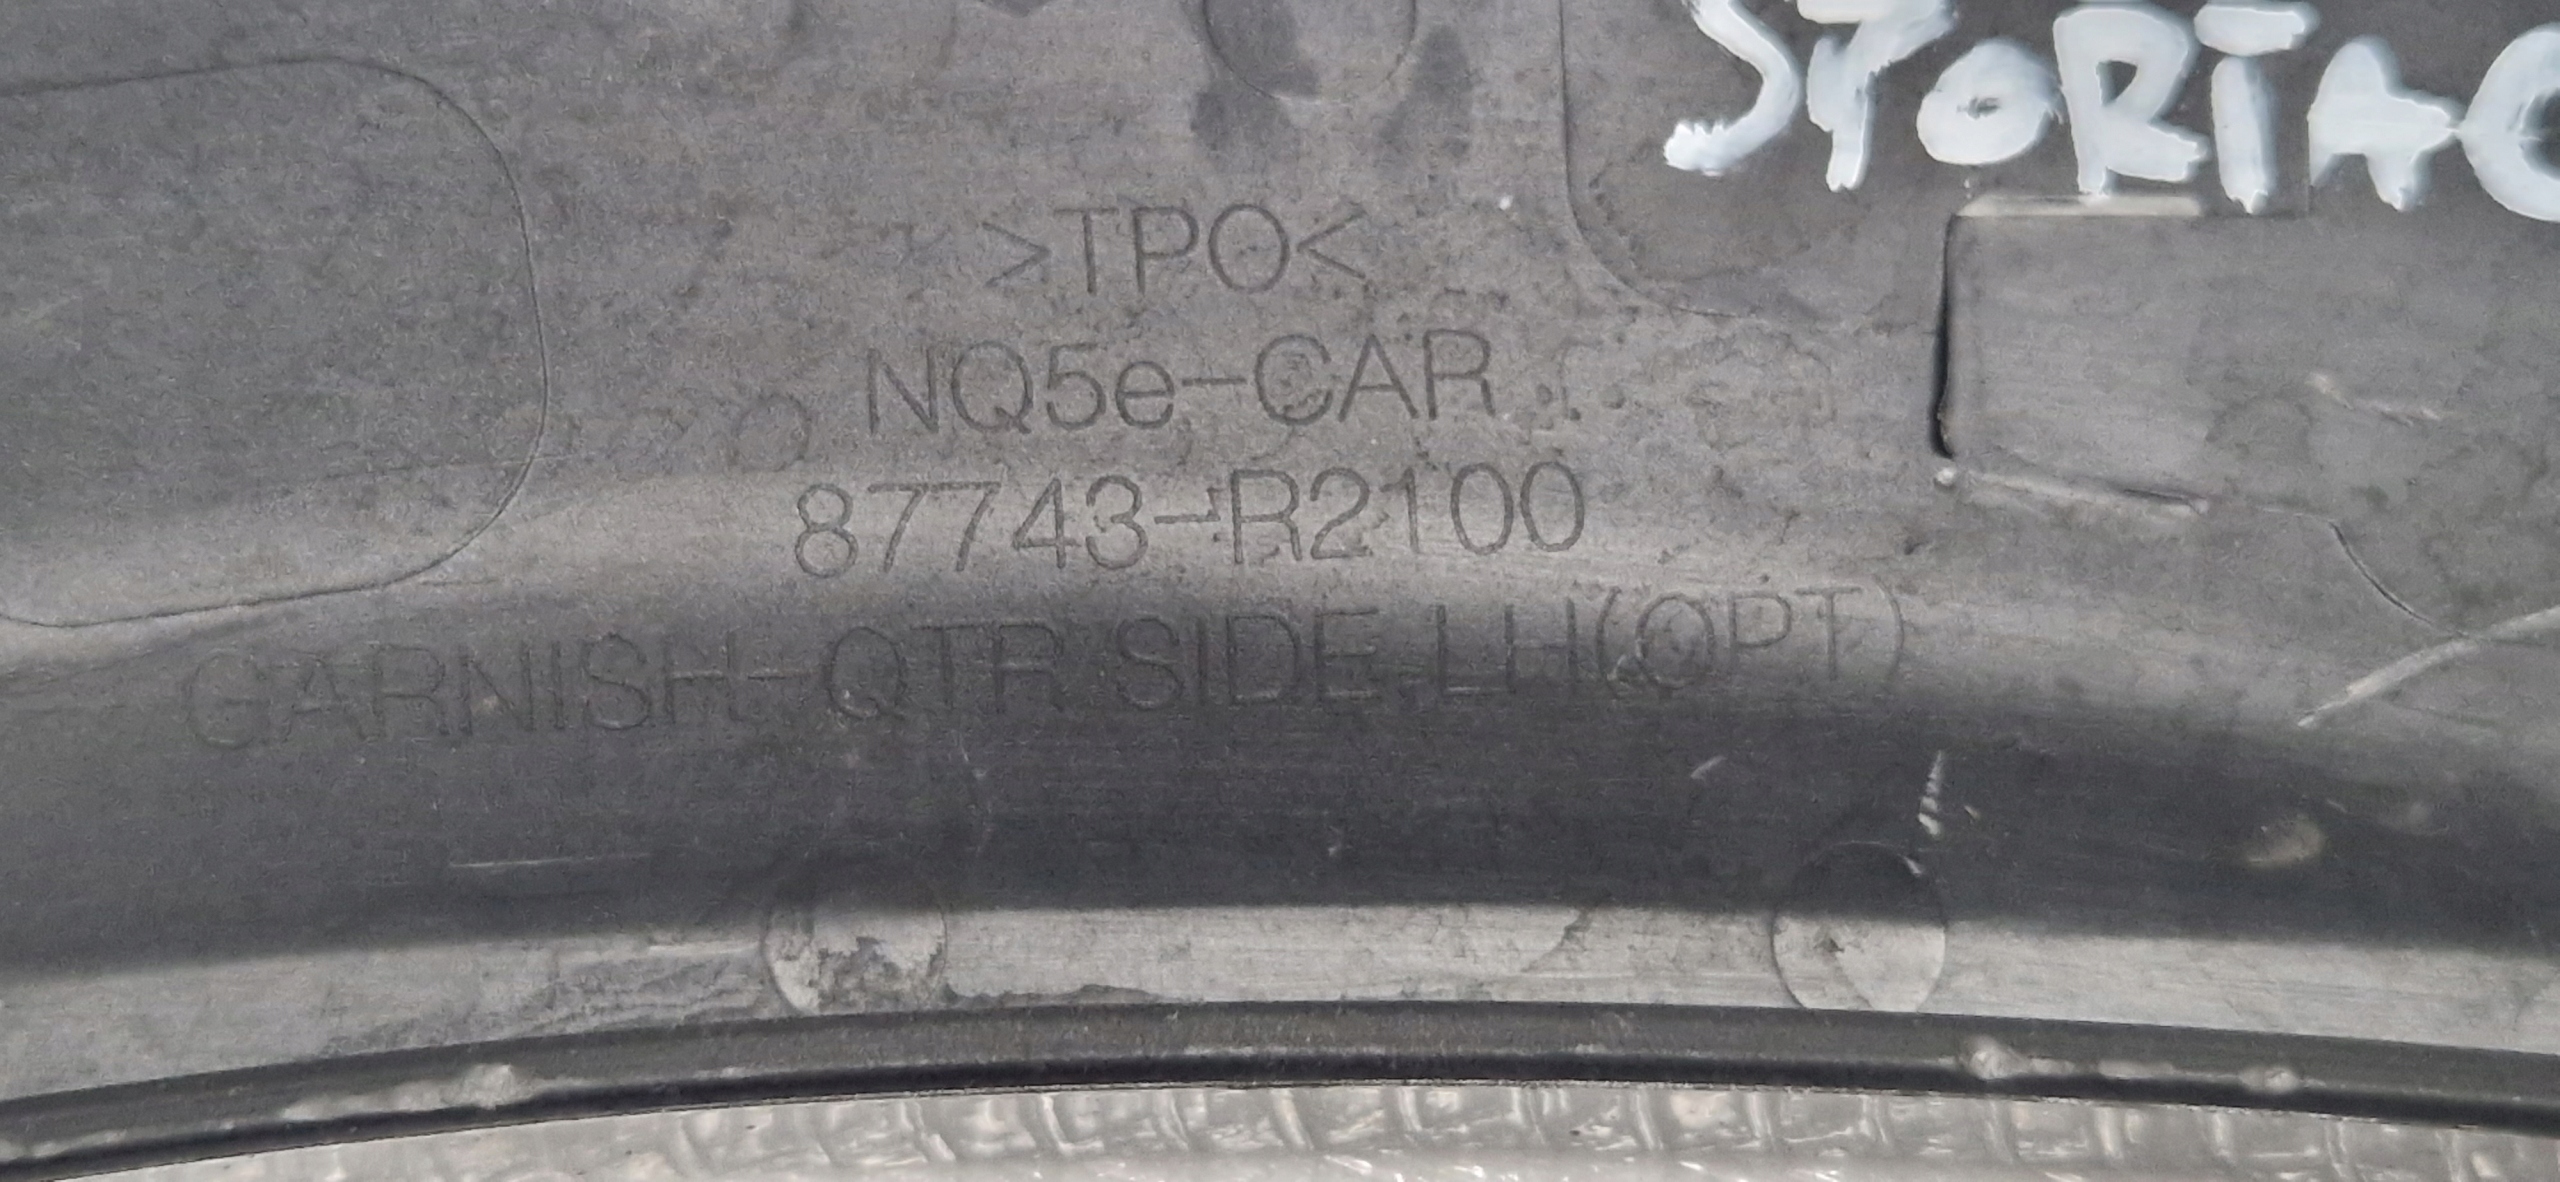 SPORTAG
>TPO<
NQ5e-CAR
87743-R2100
GARNISH-QTR SIDE LH(OPT)